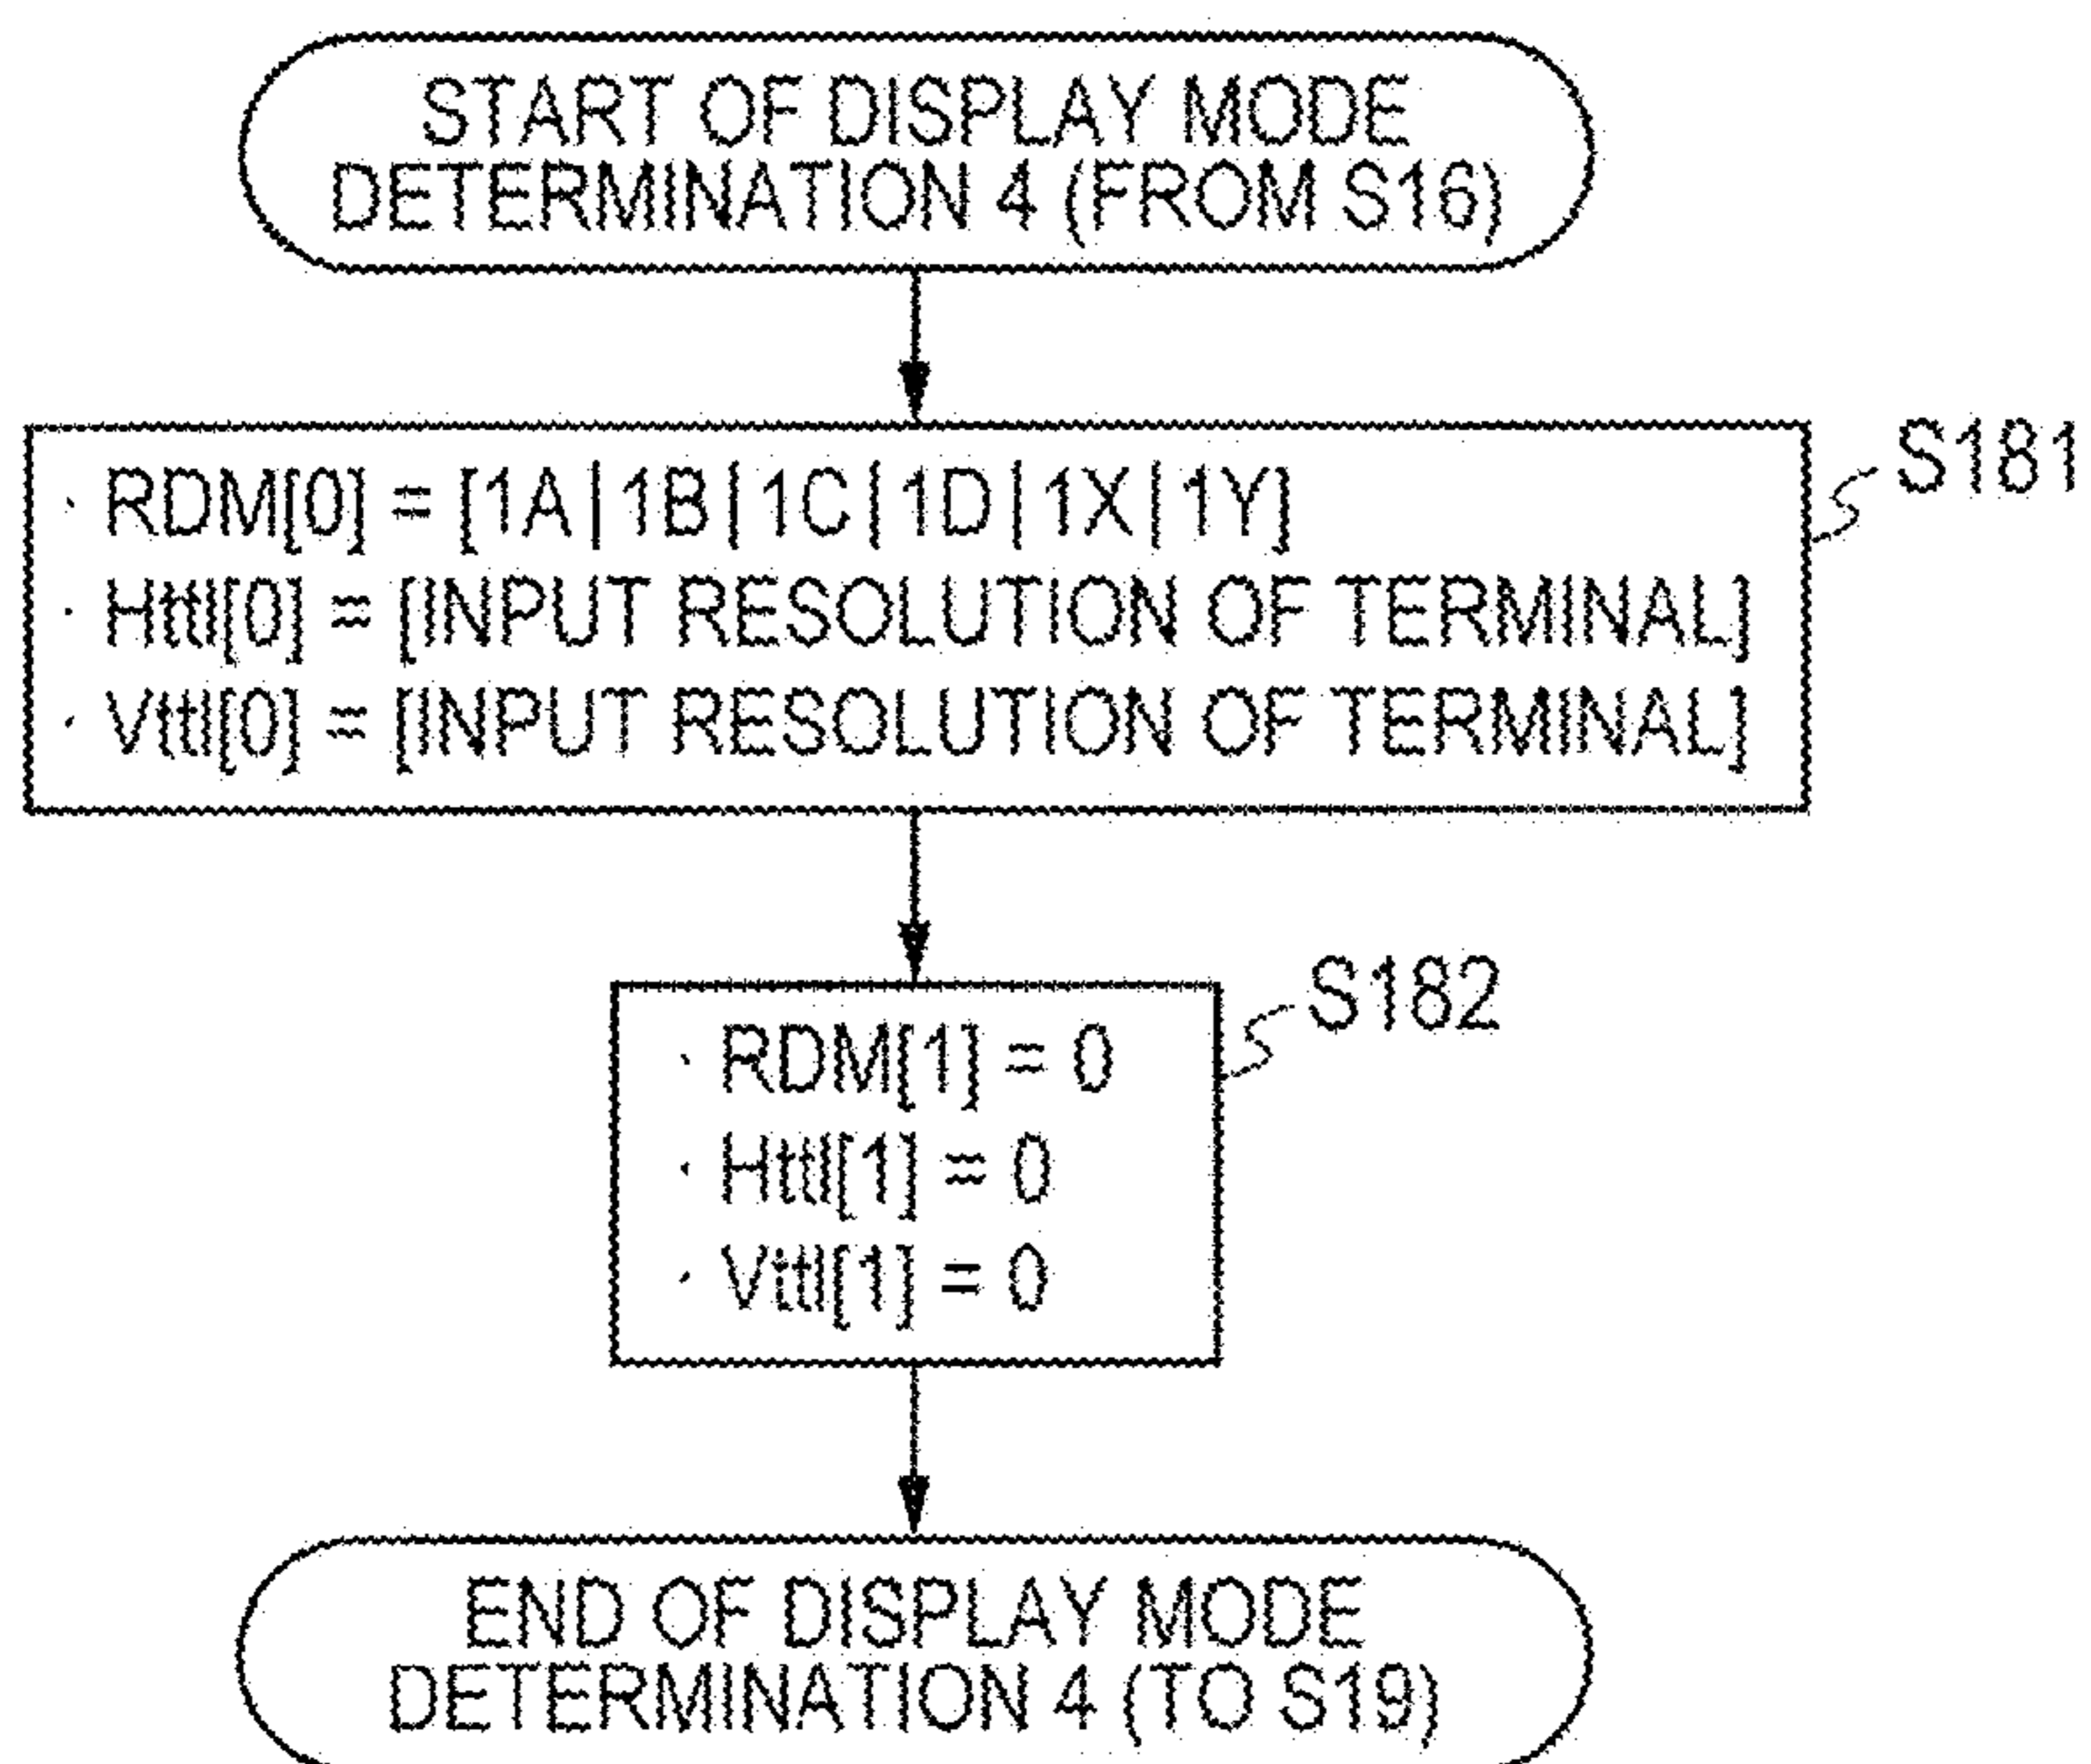 START OF DISPLAY MODE
DETERMINATION 4 (FROM S16)
· RDM[0] = [1A|1B|1C|1D|1X|1Y]
S181
· Httl[0] = [INPUT RESOLUTION OF TERMINAL]
· Vttl[0] = [INPUT RESOLUTION OF TERMINAL]
S182
· RDM[1] = 0
· Httl[1] = 0
· Vttl[1] = 0
END OF DISPLAY MODE
DETERMINATION 4 (TO S19)